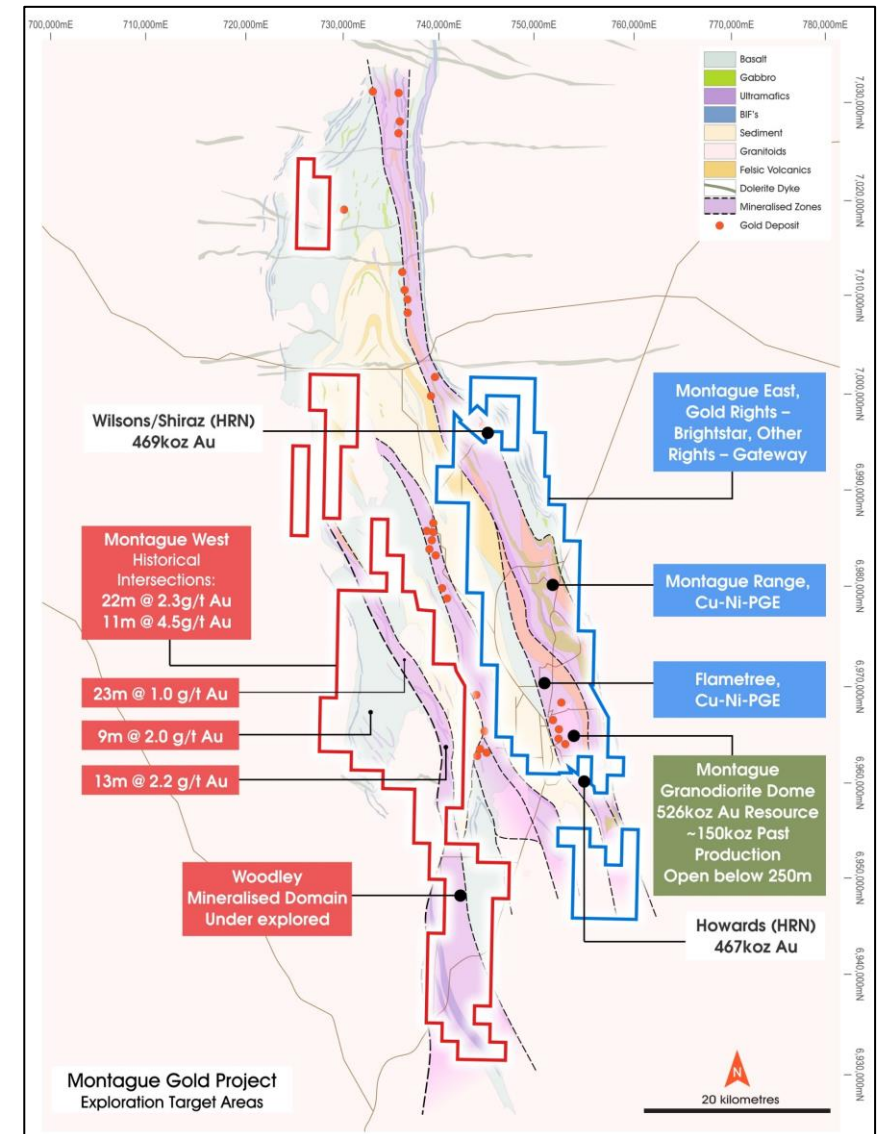 700,000mE
710,000mE
720,000mE
730,000mE
740,000mE
750,000mE
760,000mE
770,000mE
780,000mE
Basalt
Gabbro
Ultramafics
BIF's
Sediment
Granitoids
Felsic Volcanics
Dolerite Dyke
Mineralised Zones
Gold Deposit
7,030,000mN
7,020,000mN
7,010,000mN
7,000,000mN
6,990,000mN
6,980,000mN
6,970,000mN
6,960,000mN
6,950,000mN
6,940,000mN
6,930,000mN
Wilsons/Shiraz (HRN)
469koz Au
Montague East,
Gold Rights –
Brightstar, Other
Rights – Gateway
Montague West
Historical
Intersections:
22m @ 2.3g/t Au
11m @ 4.5g/t Au
23m @ 1.0 g/t Au
9m @ 2.0 g/t Au
13m @ 2.2 g/t Au
Montague Range,
Cu-Ni-PGE
Flametree,
Cu-Ni-PGE
Montague
Granodiorite Dome
526koz Au Resource
~150koz Past
Production
Open below 250m
Woodley
Mineralised Domain
Under explored
Howards (HRN)
467koz Au
Montague Gold Project
Exploration Target Areas
N
20 kilometres